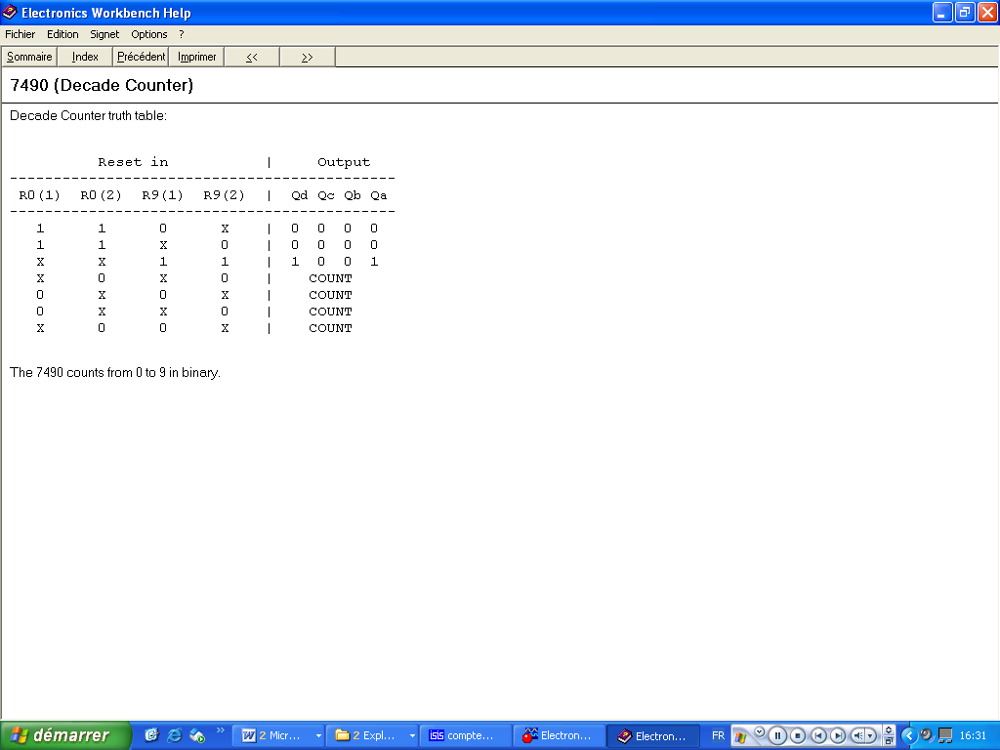 Electronics Workbench Help
Fichier Edition Signet Options ?
Sommaire Index Précédent Imprimer << >>
7490 (Decade Counter)
Decade Counter truth table:
Reset in | Output
---------------------------------------------
R0(1) R0(2) R9(1) R9(2) | Qd Qc Qb Qa
---------------------------------------------
1 1 0 X | 0 0 0 0
1 1 X 0 | 0 0 0 0
X X 1 1 | 1 0 0 1
X 0 X 0 | COUNT
0 X 0 X | COUNT
0 X X 0 | COUNT
X 0 0 X | COUNT
The 7490 counts from 0 to 9 in binary.
démarrer » 2 Micr... 2 Expl... compte... Electron... Electron... FR 16:31